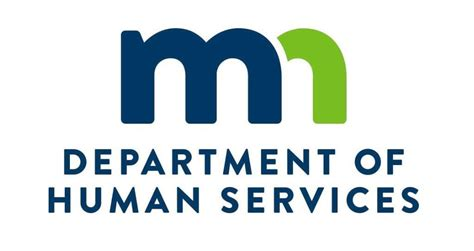 mn
DEPARTMENT OF
HUMAN SERVICES